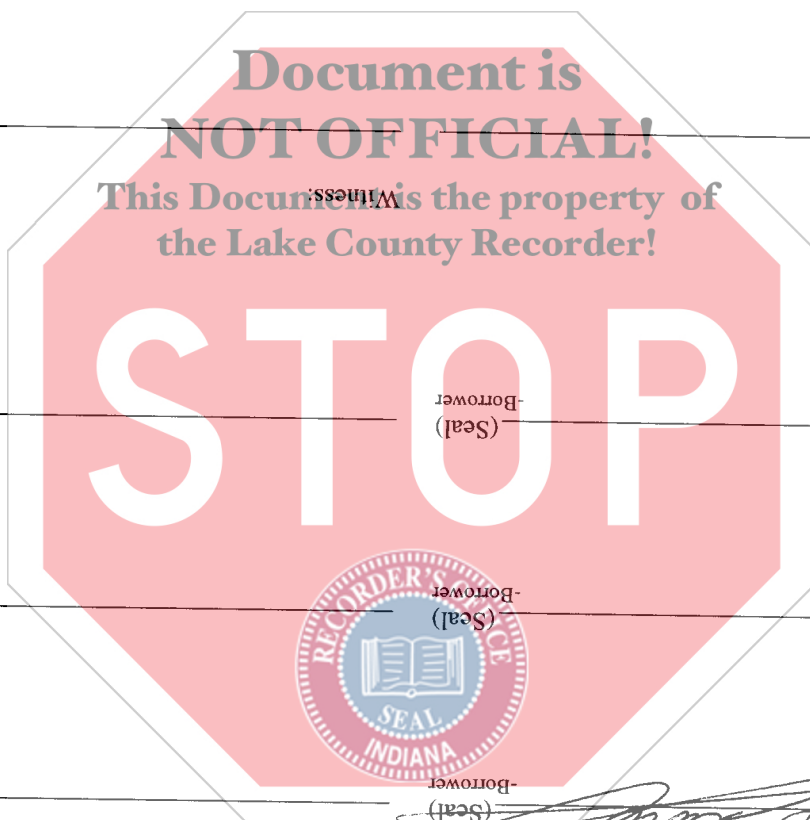 Document is
NOT OFFICIAL!
This Document is the property of
the Lake County Recorder!
Witness:
STOP
-Borrower
(Seal)
RECORDER'S OFFICE
-Borrower
(Seal)
SEAL
INDIANA
-Borrower
(Seal)